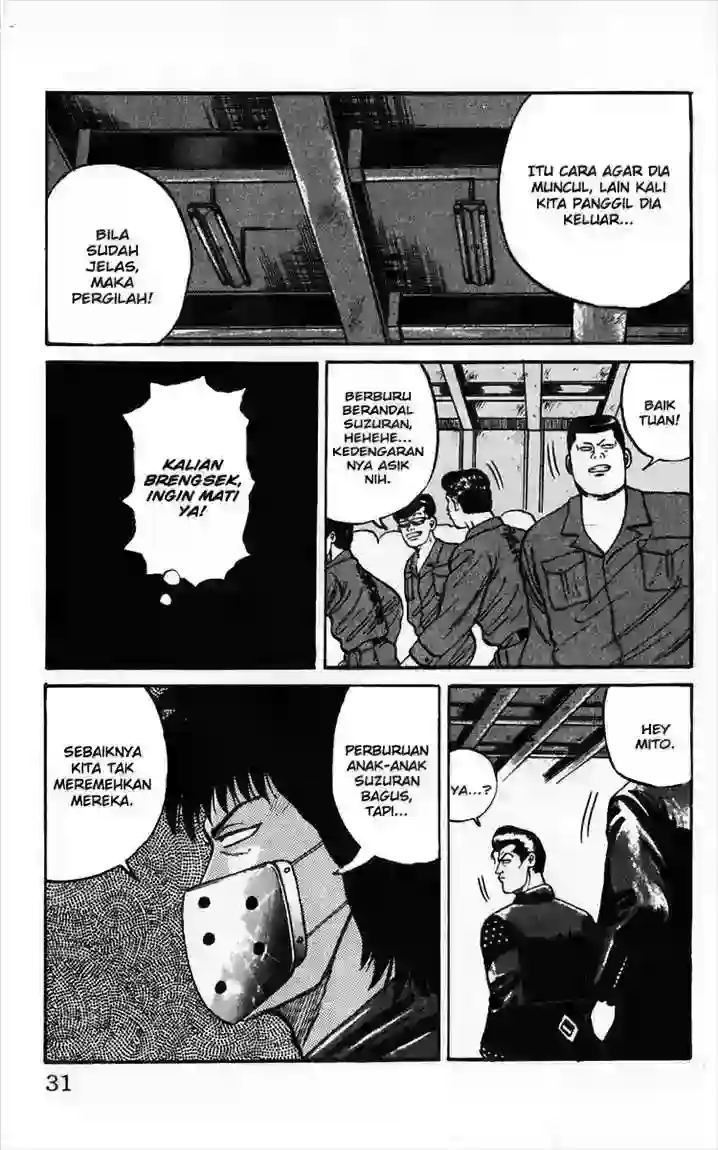 ITU CARA AGAR DIA
MUNCUL, LAIN KALI
KITA PANGGIL DIA
KELUAR...
BILA
SUDAH
JELAS,
MAKA
PERGILAH!
BAIK
TUAN!
BERBURU
BERANDAL
SUZURAN,
HEHEHE...
KEDENGARAN
NYA ASIK
NIH.
KALIAN
BRENGSEK,
INGIN MATI
YA!
HEY
MITO.
YA...?
PERBURUAN
ANAK-ANAK
SUZURAN
BAGUS,
TAPI...
SEBAIKNYA
KITA TAK
MEREMEHKAN
MEREKA.
31